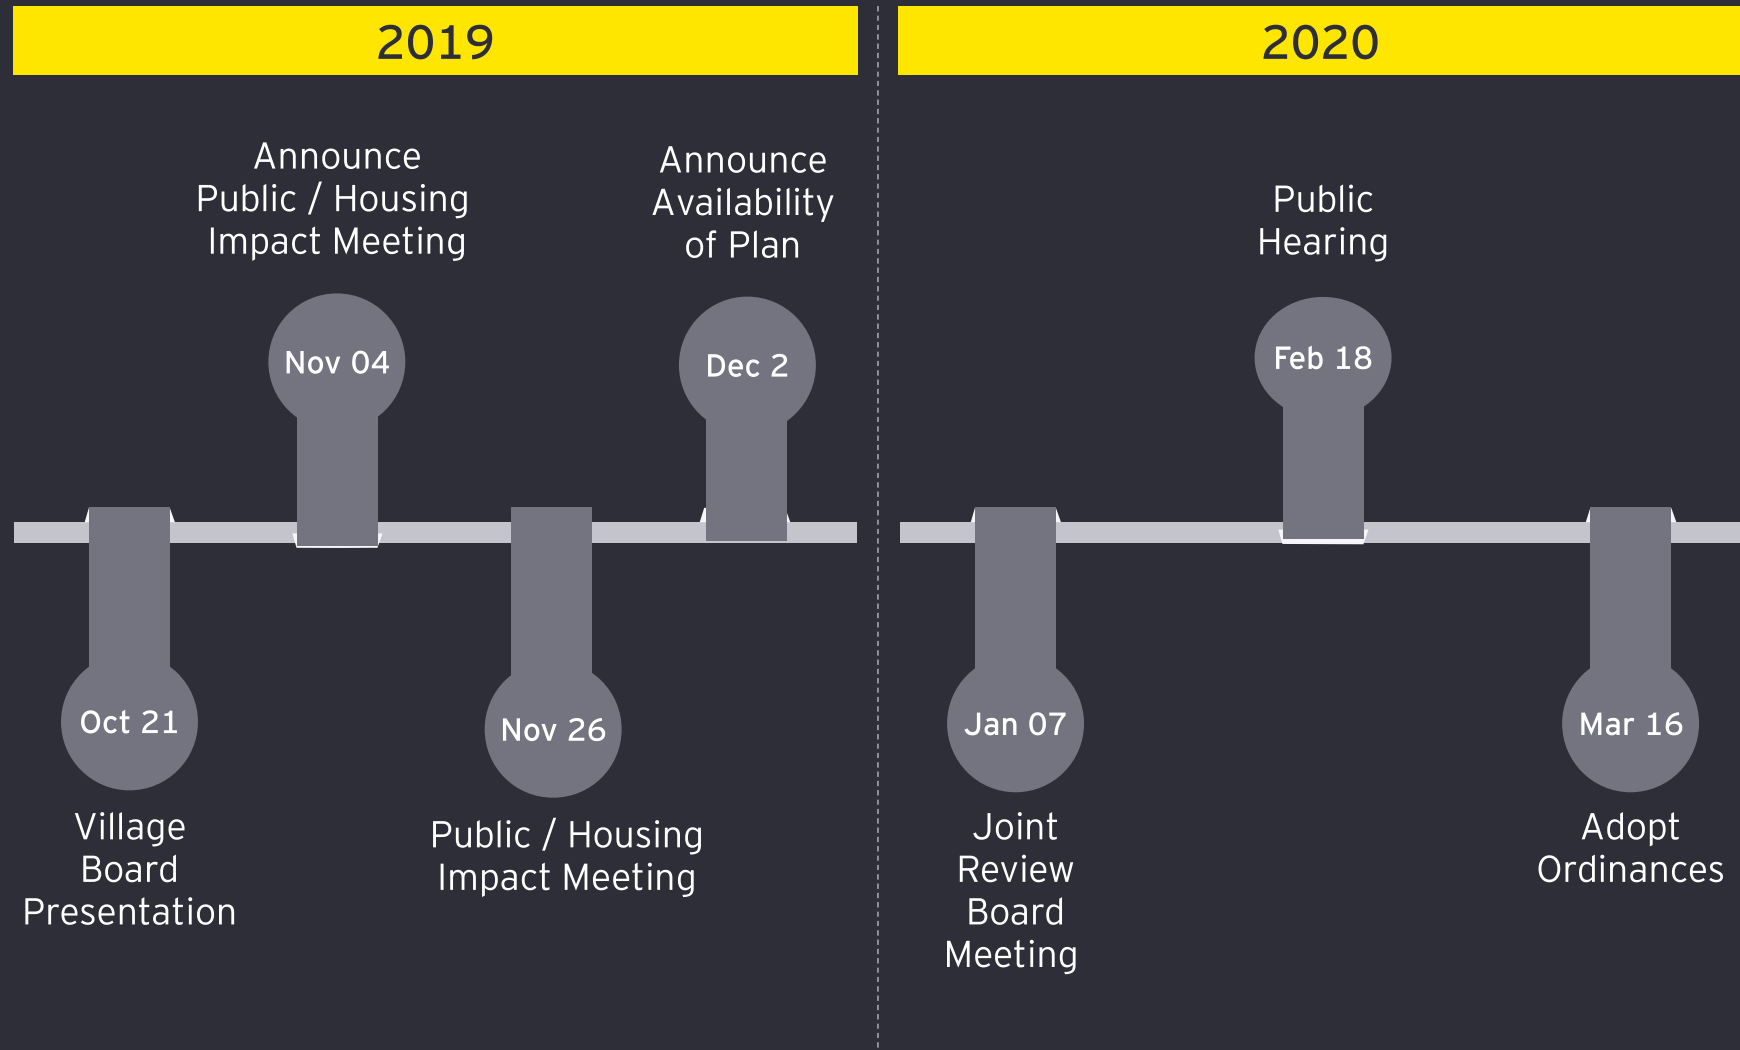 2019
Announce
Public / Housing
Impact Meeting
Nov 04
Announce
Availability
of Plan
Dec 2
Oct 21
Village
Board
Presentation
Nov 26
Public / Housing
Impact Meeting
2020
Public
Hearing
Feb 18
Jan 07
Joint
Review
Board
Meeting
Mar 16
Adopt
Ordinances